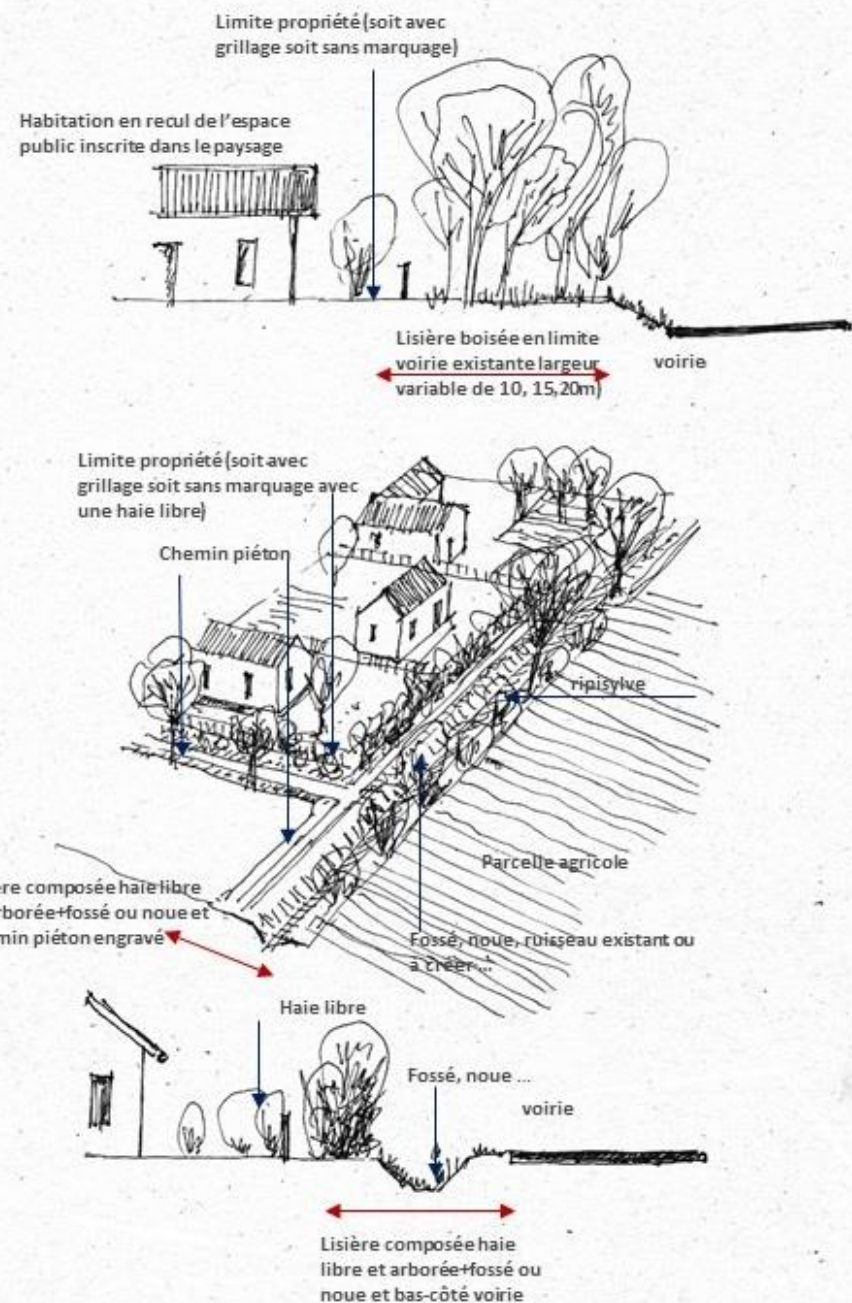 Limite propriété (soit avec
grillage soit sans marquage)
Habitation en recul de l'espace
public inscrite dans le paysage
Lisière boisée en limite
voirie existante largeur
variable de 10, 15,20m)
voirie
Limite propriété (soit avec
grillage soit sans marquage avec
une haie libre)
Chemin piéton
ripisylve
Parcelle agricole
composée haie libre
+fossé ou noue et
piéton engravé
Fossé, noue, ruisseau existant ou
à créer ...
Haie libre
Fossé, noue ...
voirie
Lisière composée haie
libre et arborée+fossé ou
noue et bas-côté voirie